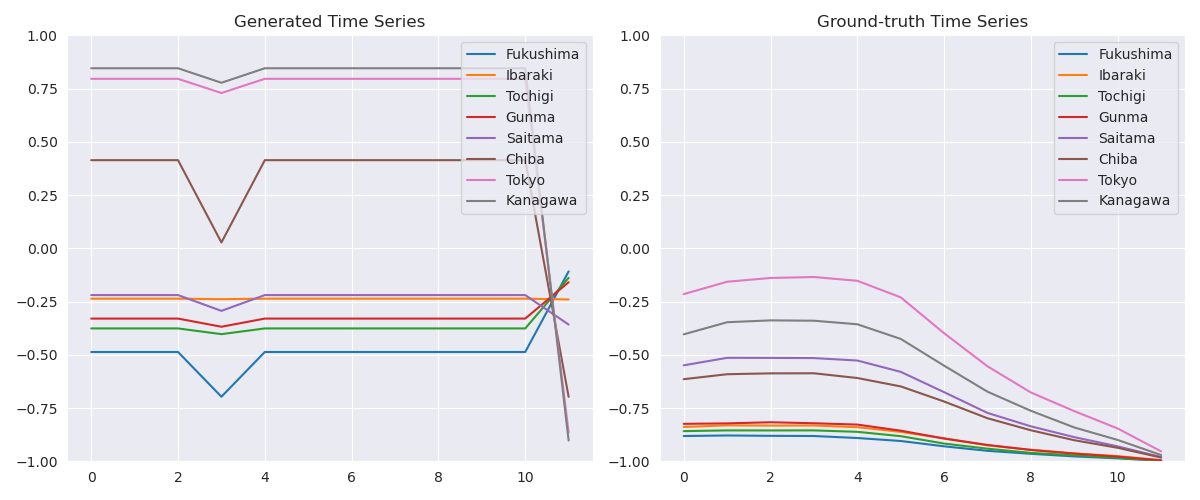 Generated Time Series
1.00
0.75
0.50
0.25
0.00
−0.25
−0.50
−0.75
−1.00
0 2 4 6 8 10
Fukushima
Ibaraki
Tochigi
Gunma
Saitama
Chiba
Tokyo
Kanagawa
Ground-truth Time Series
1.00
0.75
0.50
0.25
0.00
−0.25
−0.50
−0.75
−1.00
0 2 4 6 8 10
Fukushima
Ibaraki
Tochigi
Gunma
Saitama
Chiba
Tokyo
Kanagawa